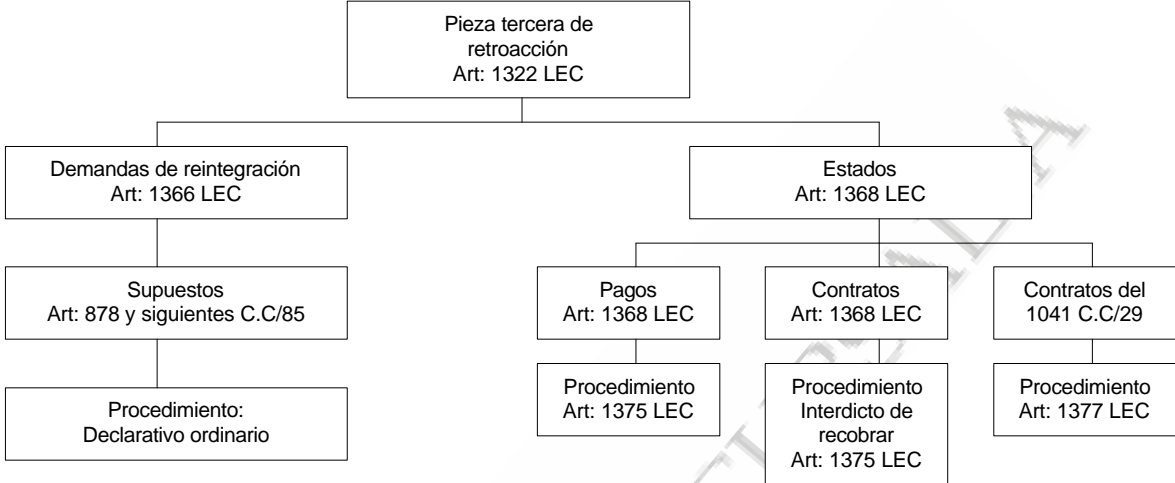 Pieza tercera de
retroacción
Art: 1322 LEC
Demandas de reintegración
Art: 1366 LEC
Estados
Art: 1368 LEC
Supuestos
Art: 878 y siguientes C.C/85
Pagos
Art: 1368 LEC
Contratos
Art: 1368 LEC
Contratos del
1041 C.C/29
Procedimiento:
Declarativo ordinario
Procedimiento
Art: 1375 LEC
Procedimiento
Interdicto de
recobrar
Art: 1375 LEC
Procedimiento
Art: 1377 LEC